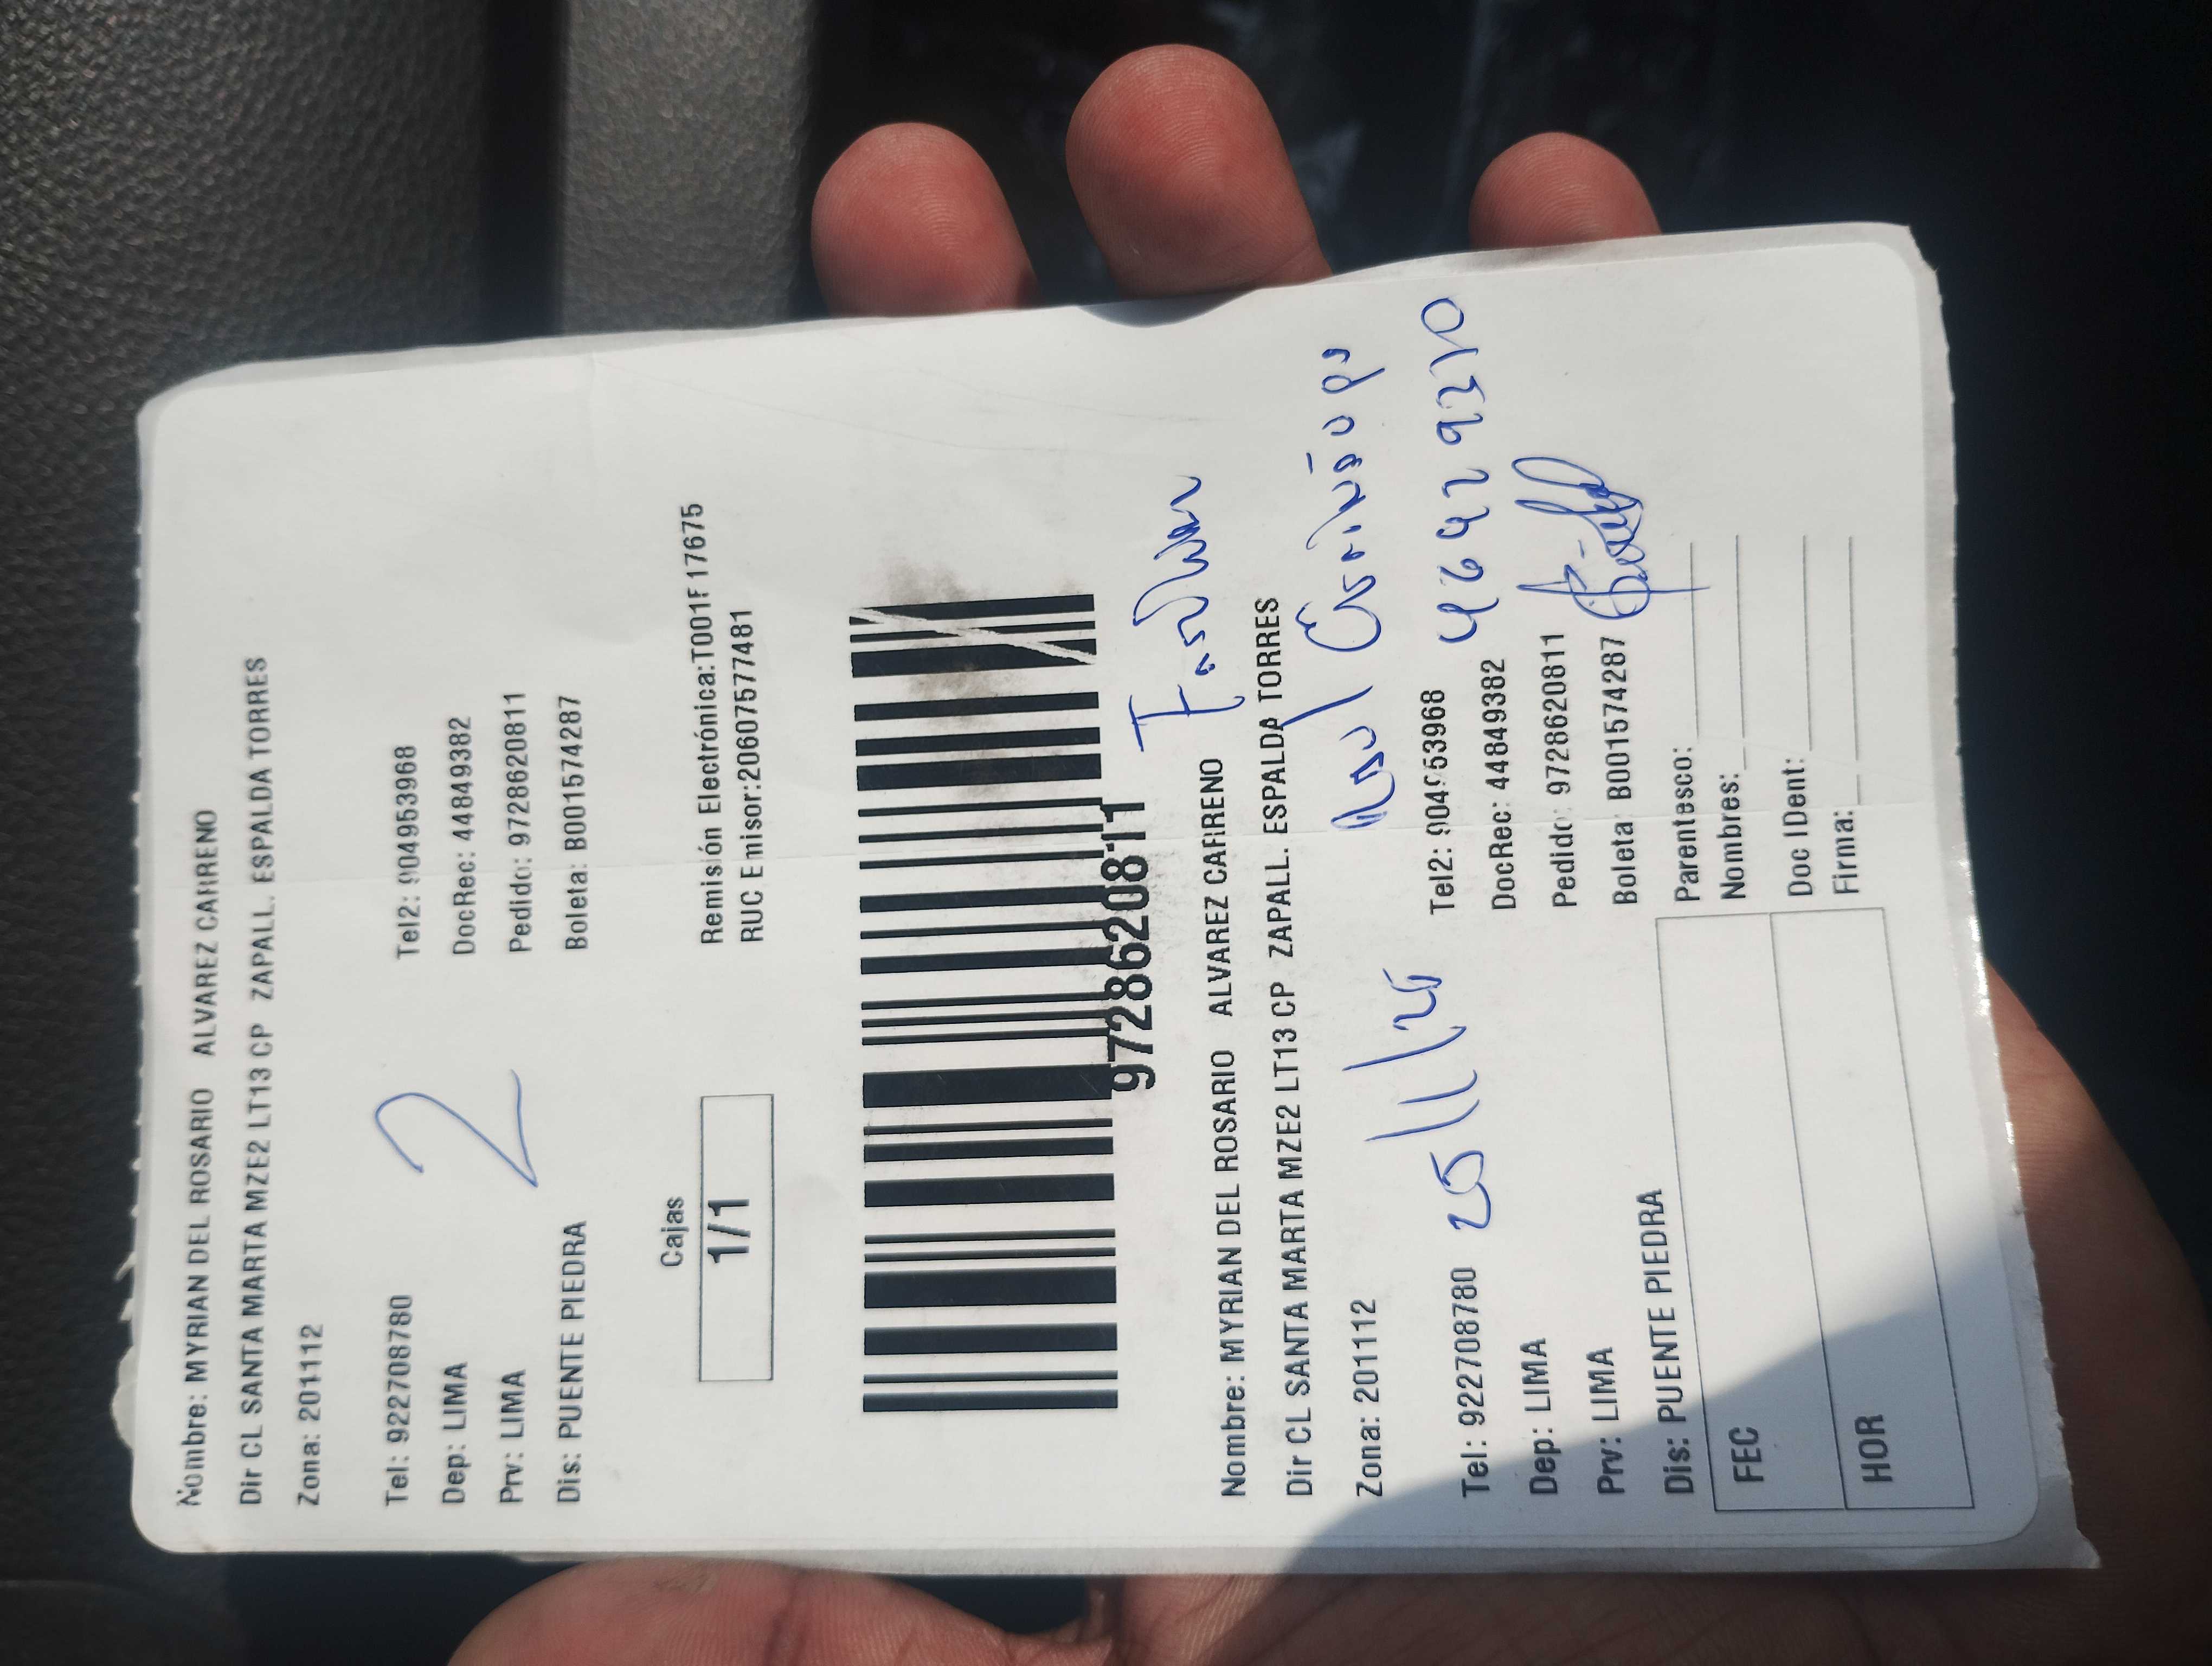 Nombre: MYRIAN DEL ROSARIO ALVAREZ CARRENO
Dir CL SANTA MARTA MZE2 LT13 CP ZAPALL. ESPALDA TORRES
Zona: 201112
Tel: 922708780 Tel2: 904953968
Dep: LIMA DocRec: 44849382
Prv: LIMA Pedido: 9728620811
Dis: PUENTE PIEDRA Boleta: B001574287
2
Cajas
1/1
Remisión Electrónica:T001F 17675
RUC Emisor:20607577481
9728620811
Nombre: MYRIAN DEL ROSARIO ALVAREZ CARRENO
Dir CL SANTA MARTA MZE2 LT13 CP ZAPALL. ESPALDA TORRES
Zona: 201112
Tel: 922708780 Tel2: 904953968
Dep: LIMA DocRec: 44849382
Prv: LIMA Pedido: 9728620811
Dis: PUENTE PIEDRA Boleta: B001574287
FEC
HOR
Parentesco:
Nombres:
Doc IDent:
Firma: